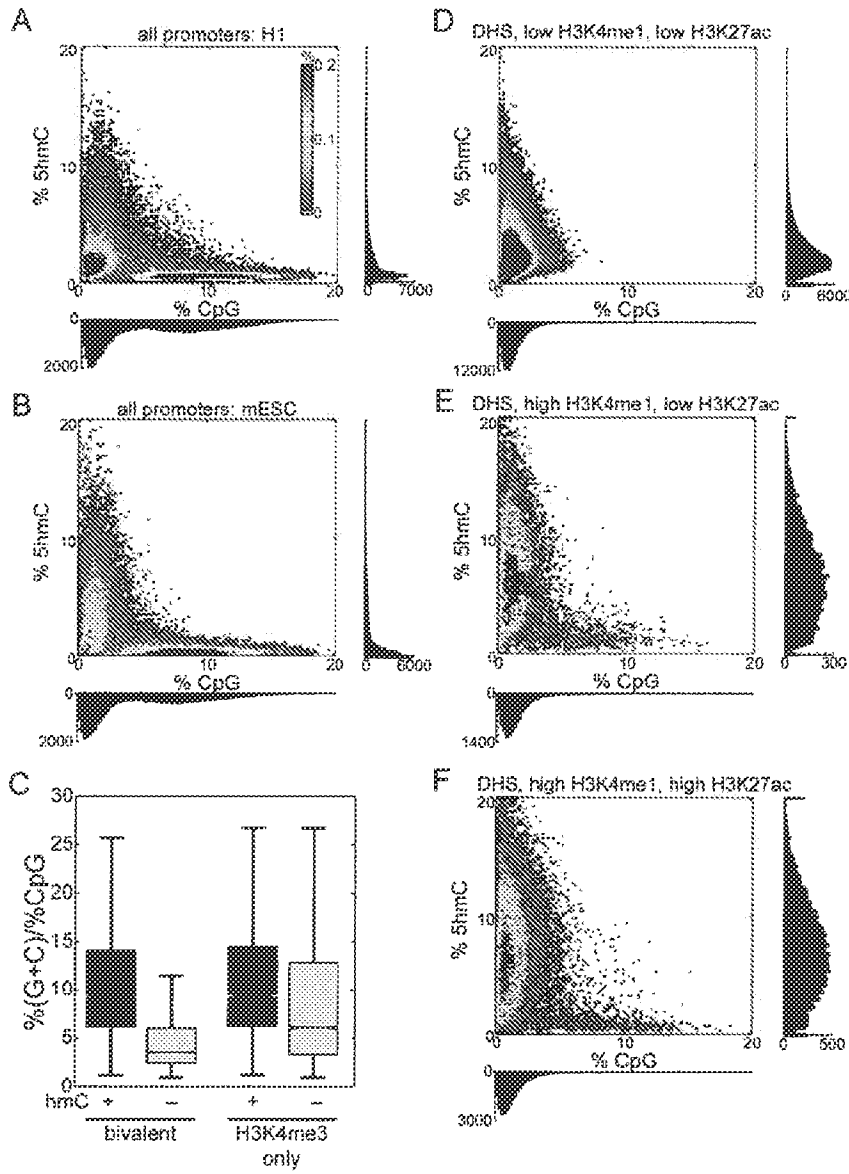 A
all promoters: H1
20
10
0
% 5hmC
%
0.2
0.1
0
10
20
% CpG
0
7000
0
2000
B
all promoters: mESC
20
10
0
% 5hmC
10
20
% CpG
0
6000
0
2000
C
30
25
20
15
10
5
0
%(G+C)/%CpG
hmC + – + –
bivalent
H3K4me3
only
D
DHS, low H3K4me1, low H3K27ac
20
10
0
% 5hmC
10
20
% CpG
0
6000
0
12000
E
DHS, high H3K4me1, low H3K27ac
20
10
0
% 5hmC
10
20
% CpG
0
300
0
1400
F
DHS, high H3K4me1, high H3K27ac
20
10
0
% 5hmC
10
20
% CpG
0
500
0
3000